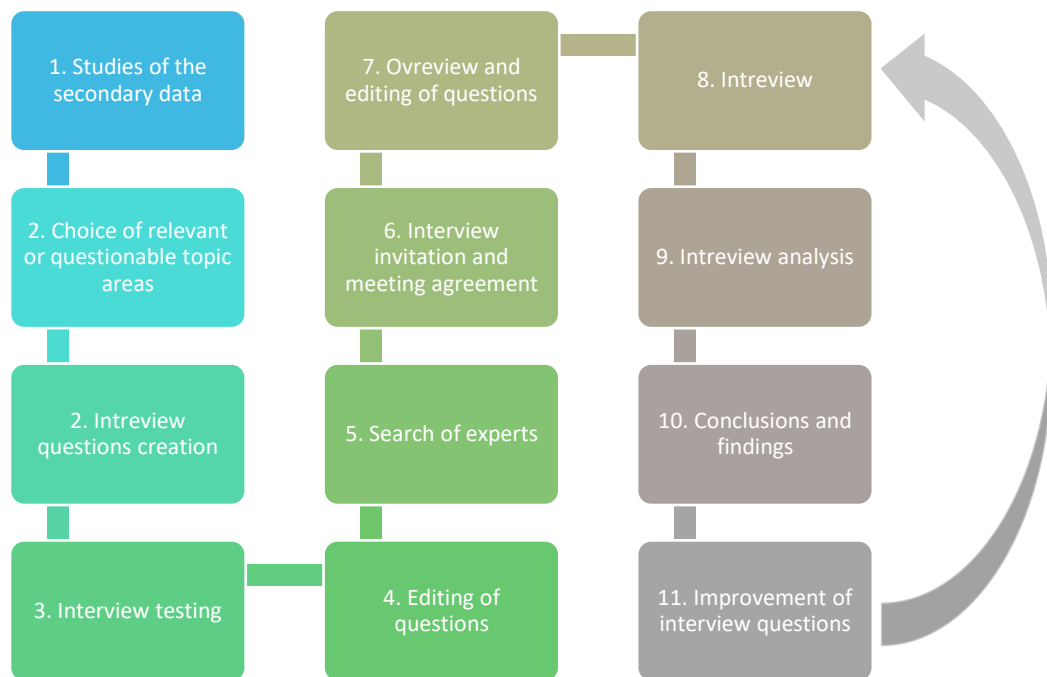 1. Studies of the
secondary data
2. Choice of relevant
or questionable topic
areas
2. Intreview
questions creation
3. Interview testing
4. Editing of
questions
5. Search of experts
6. Interview
invitation and
meeting agreement
7. Ovreview and
editing of questions
8. Intreview
9. Intreview analysis
10. Conclusions and
findings
11. Improvement of
interview questions